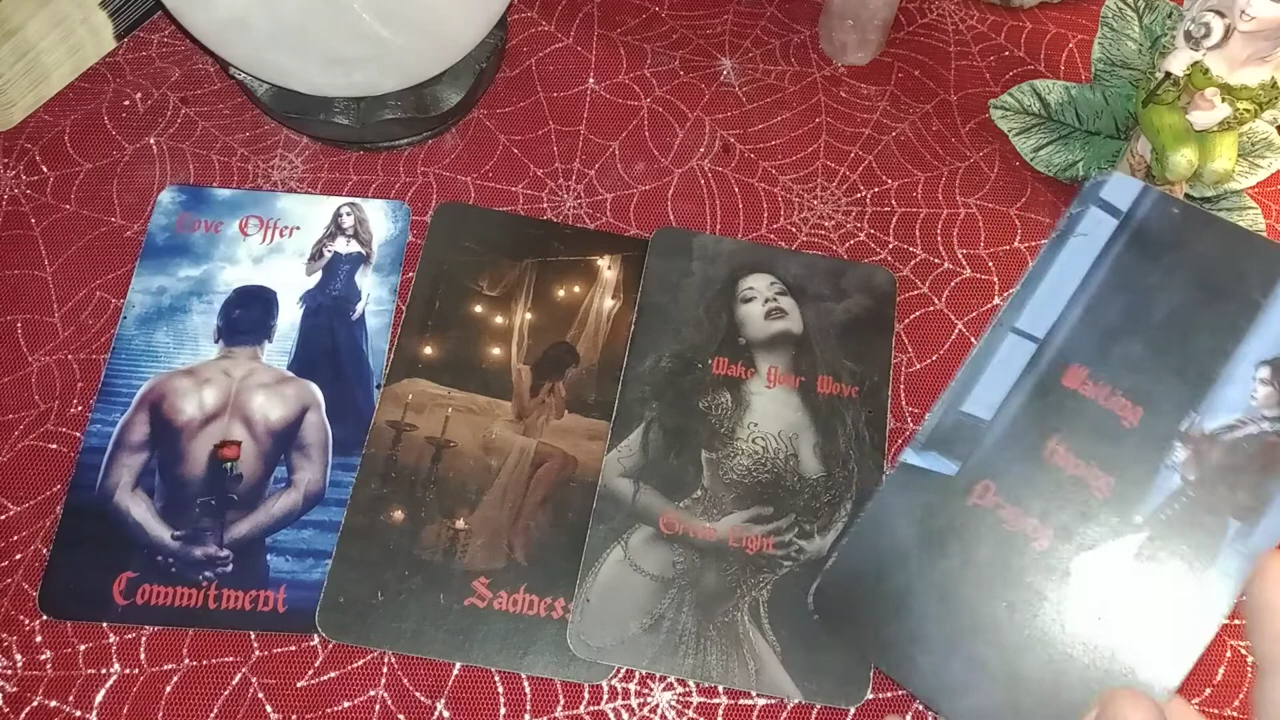 Love Offer
Commitment
Sadness
Make Your Move
Green Light
Waiting
Hoping
Praying